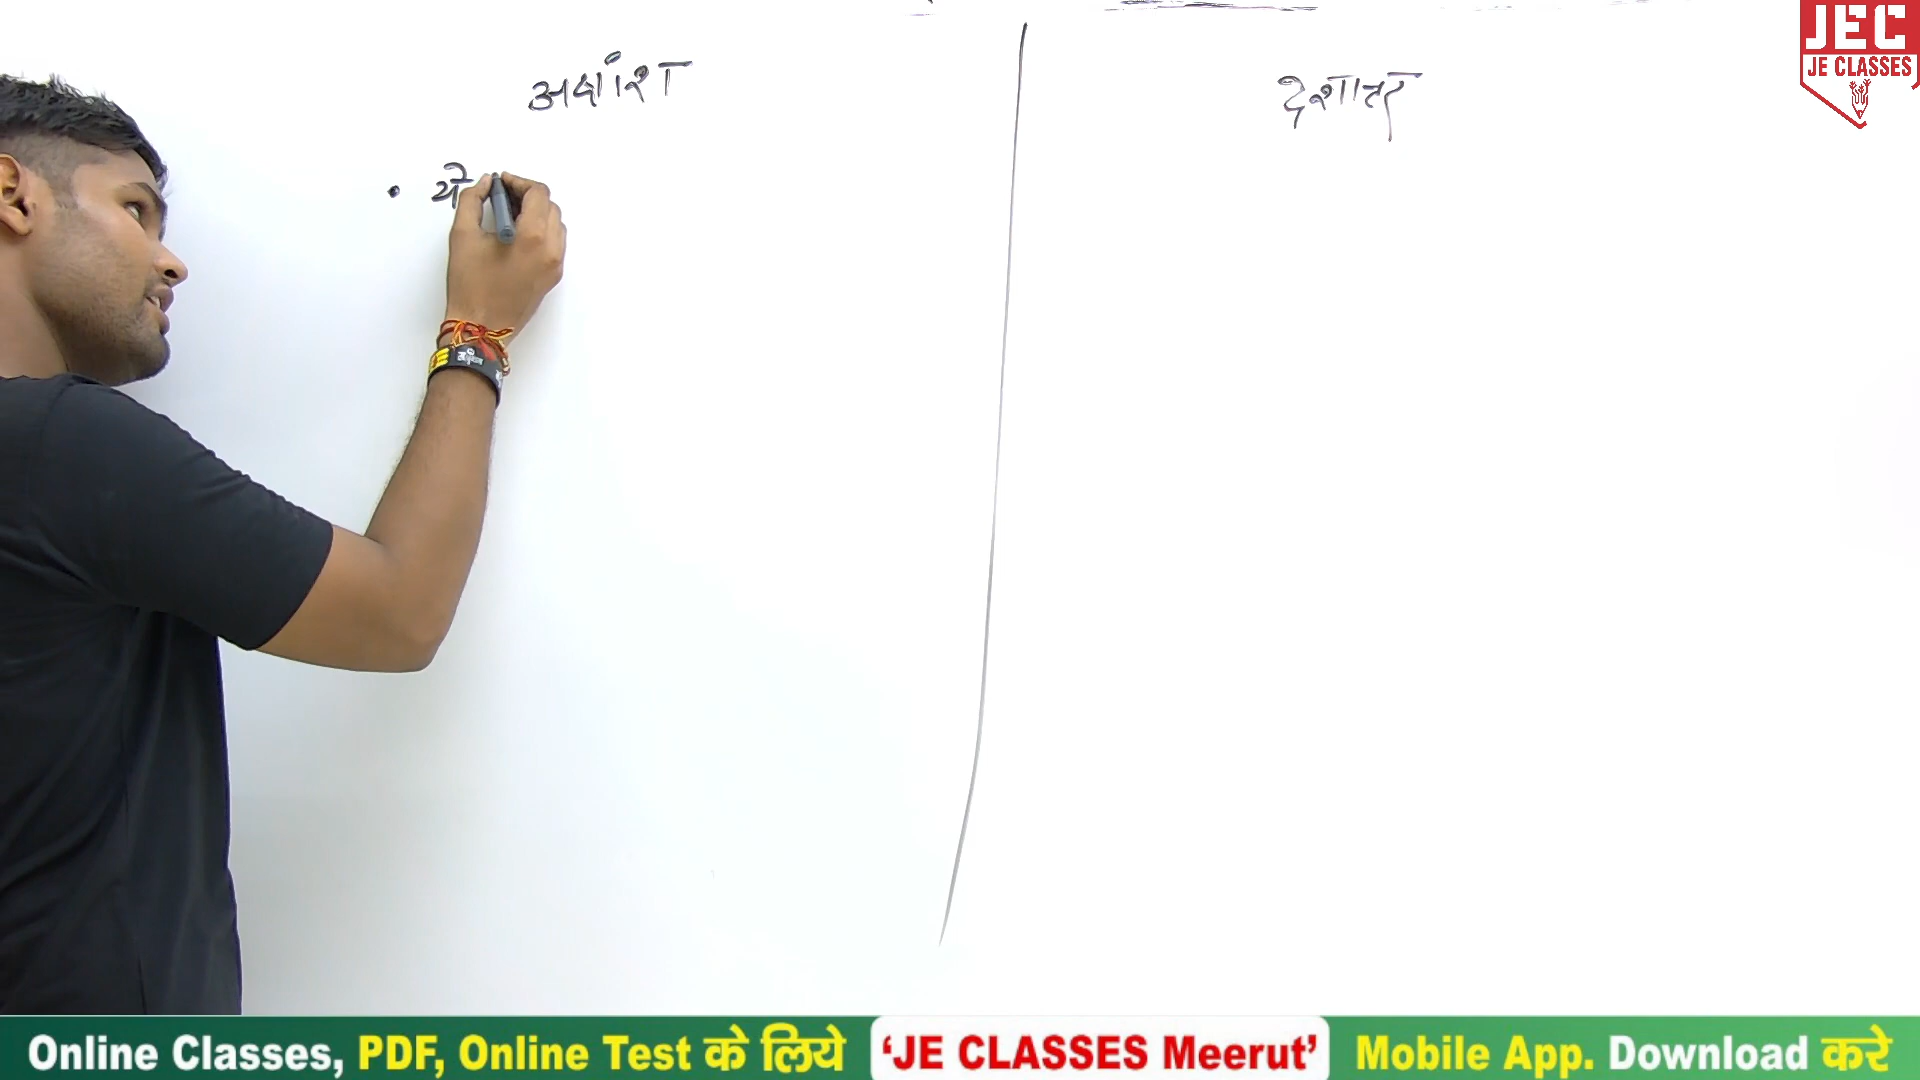 अक्षांश
देशान्तर
• ये
JEC
JE CLASSES
Online Classes, PDF, Online Test के लिये 'JE CLASSES Meerut' Mobile App. Download करे